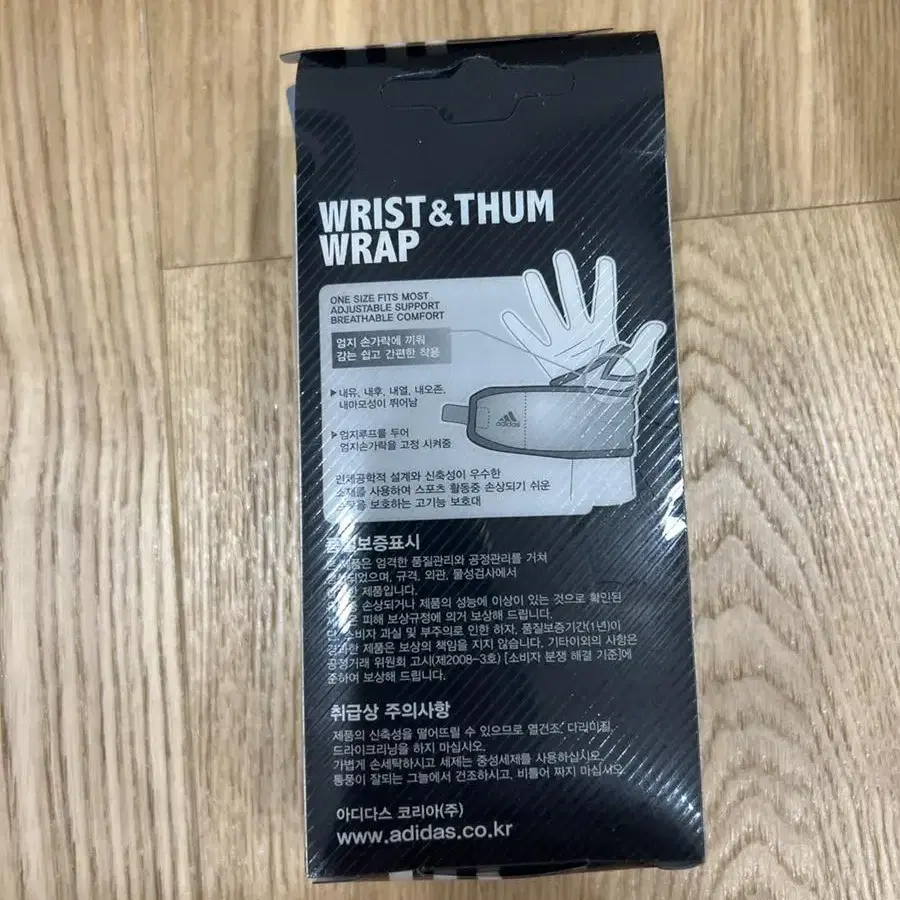 WRIST & THUM
WRAP
ONE SIZE FITS MOST
ADJUSTABLE SUPPORT
BREATHABLE COMFORT
엄지 손가락에 끼워
감는 쉽고 간편한 착용
▶내유, 내후, 내열, 내오존,
내마모성이 뛰어남
▶엄지루프를 두어
엄지손가락을 고정 시켜줌
adidas
인체공학적 설계와 신축성이 우수한
소재를 사용하여 스포츠 활동중 손상되기 쉬운
보호하는 고기능 보호대
품질보증표시
제품은 엄격한 품질관리와 공정관리를 거쳐
규격, 외관, 물성검사에서
제품입니다.
손상되거나 제품의 성능에 이상이 있는 것으로 확인된
피해 보상규정에 의거 보상해 드립니다.
소비자 과실 및 부주의로 인한 하자, 품질보증기간(1년)이
경과한 제품은 보상의 책임을 지지 않습니다. 기타이외의 사항은
공정거래 위원회 고시(제2008-3호) [소비자 분쟁 해결 기준]에
준하여 보상해 드립니다.
취급상 주의사항
제품의 신축성을 떨어뜨릴 수 있으므로 열건조, 다리미질,
드라이크리닝을 하지 마십시오.
가볍게 손세탁하시고 세제는 중성세제를 사용하십시오.
통풍이 잘되는 그늘에서 건조하시고, 비틀어 짜지 마십시오.
아디다스 코리아(주)
www.adidas.co.kr